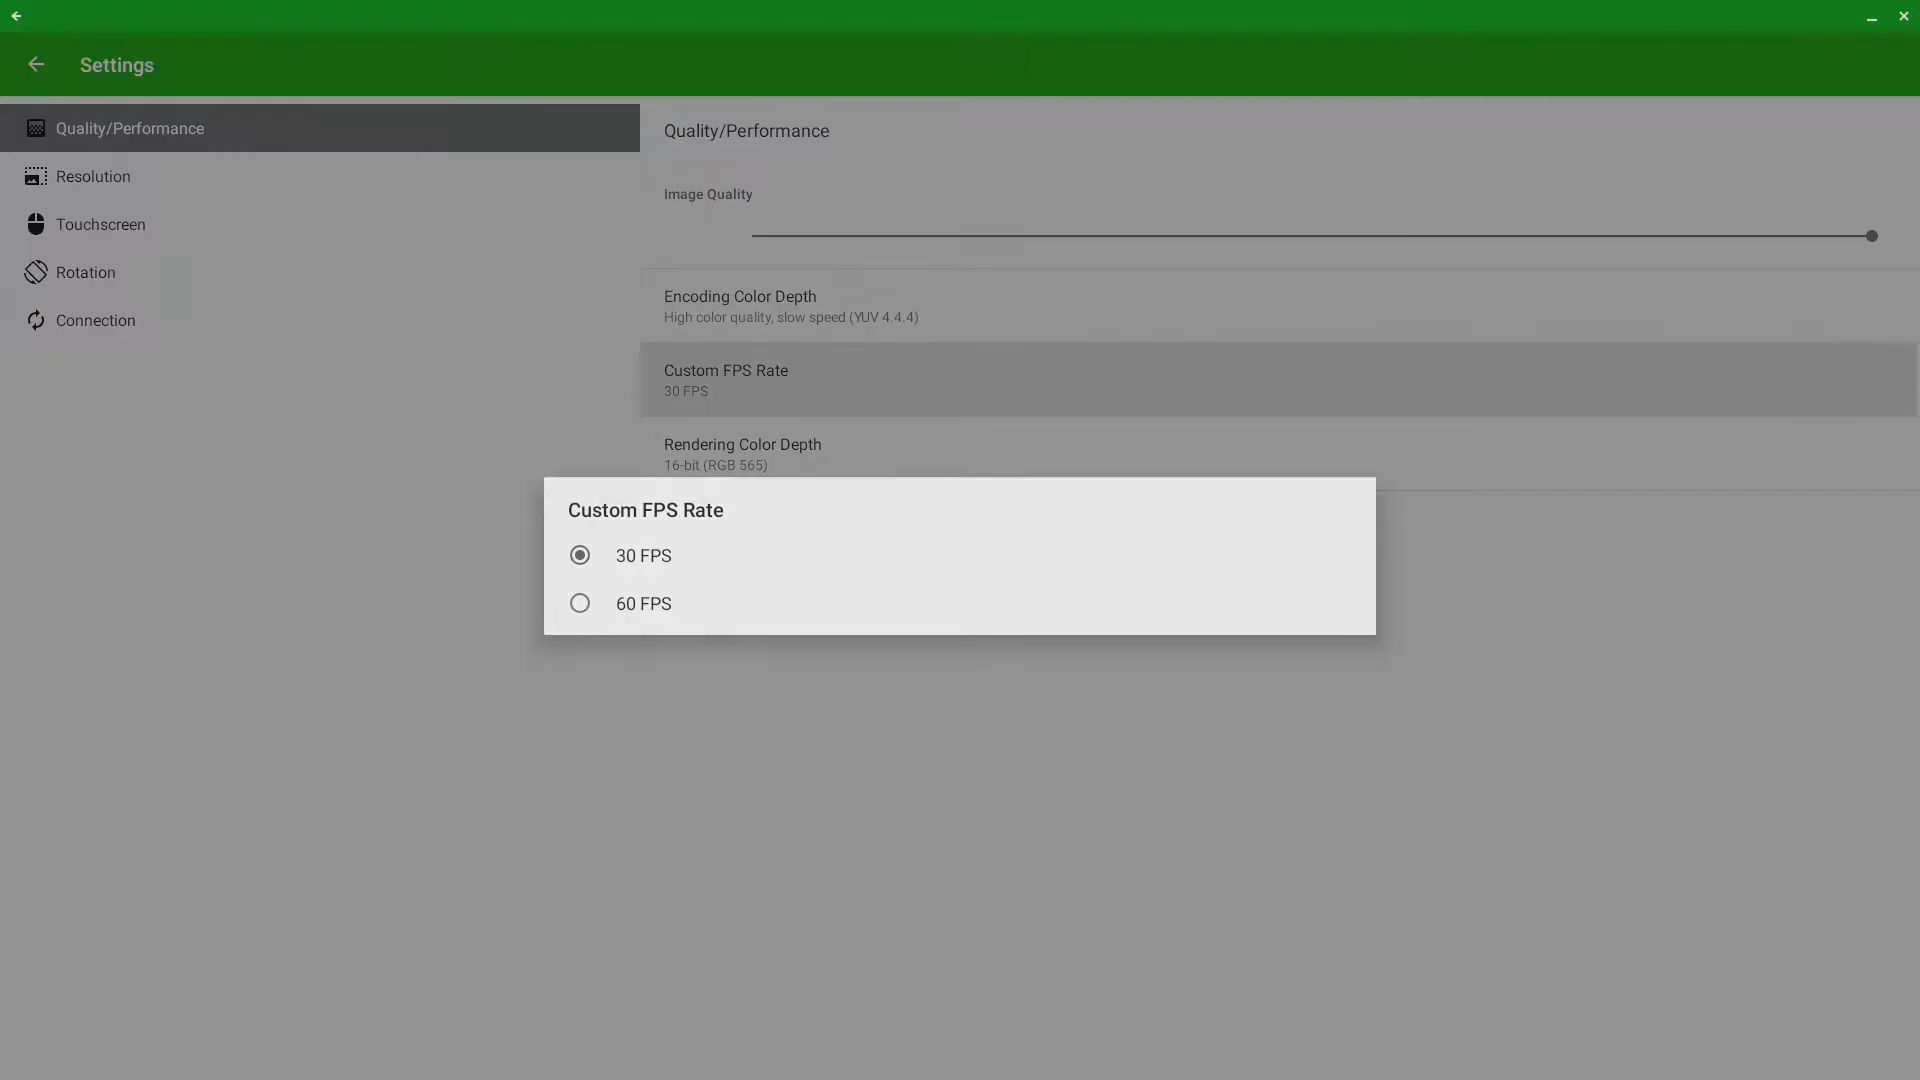 Settings
Quality/Performance
Resolution
Touchscreen
Rotation
Connection
Quality/Performance
Image Quality
Encoding Color Depth
High color quality, slow speed (YUV 4.4.4)
Custom FPS Rate
30 FPS
Rendering Color Depth
16-bit (RGB 565)
Custom FPS Rate
30 FPS
60 FPS